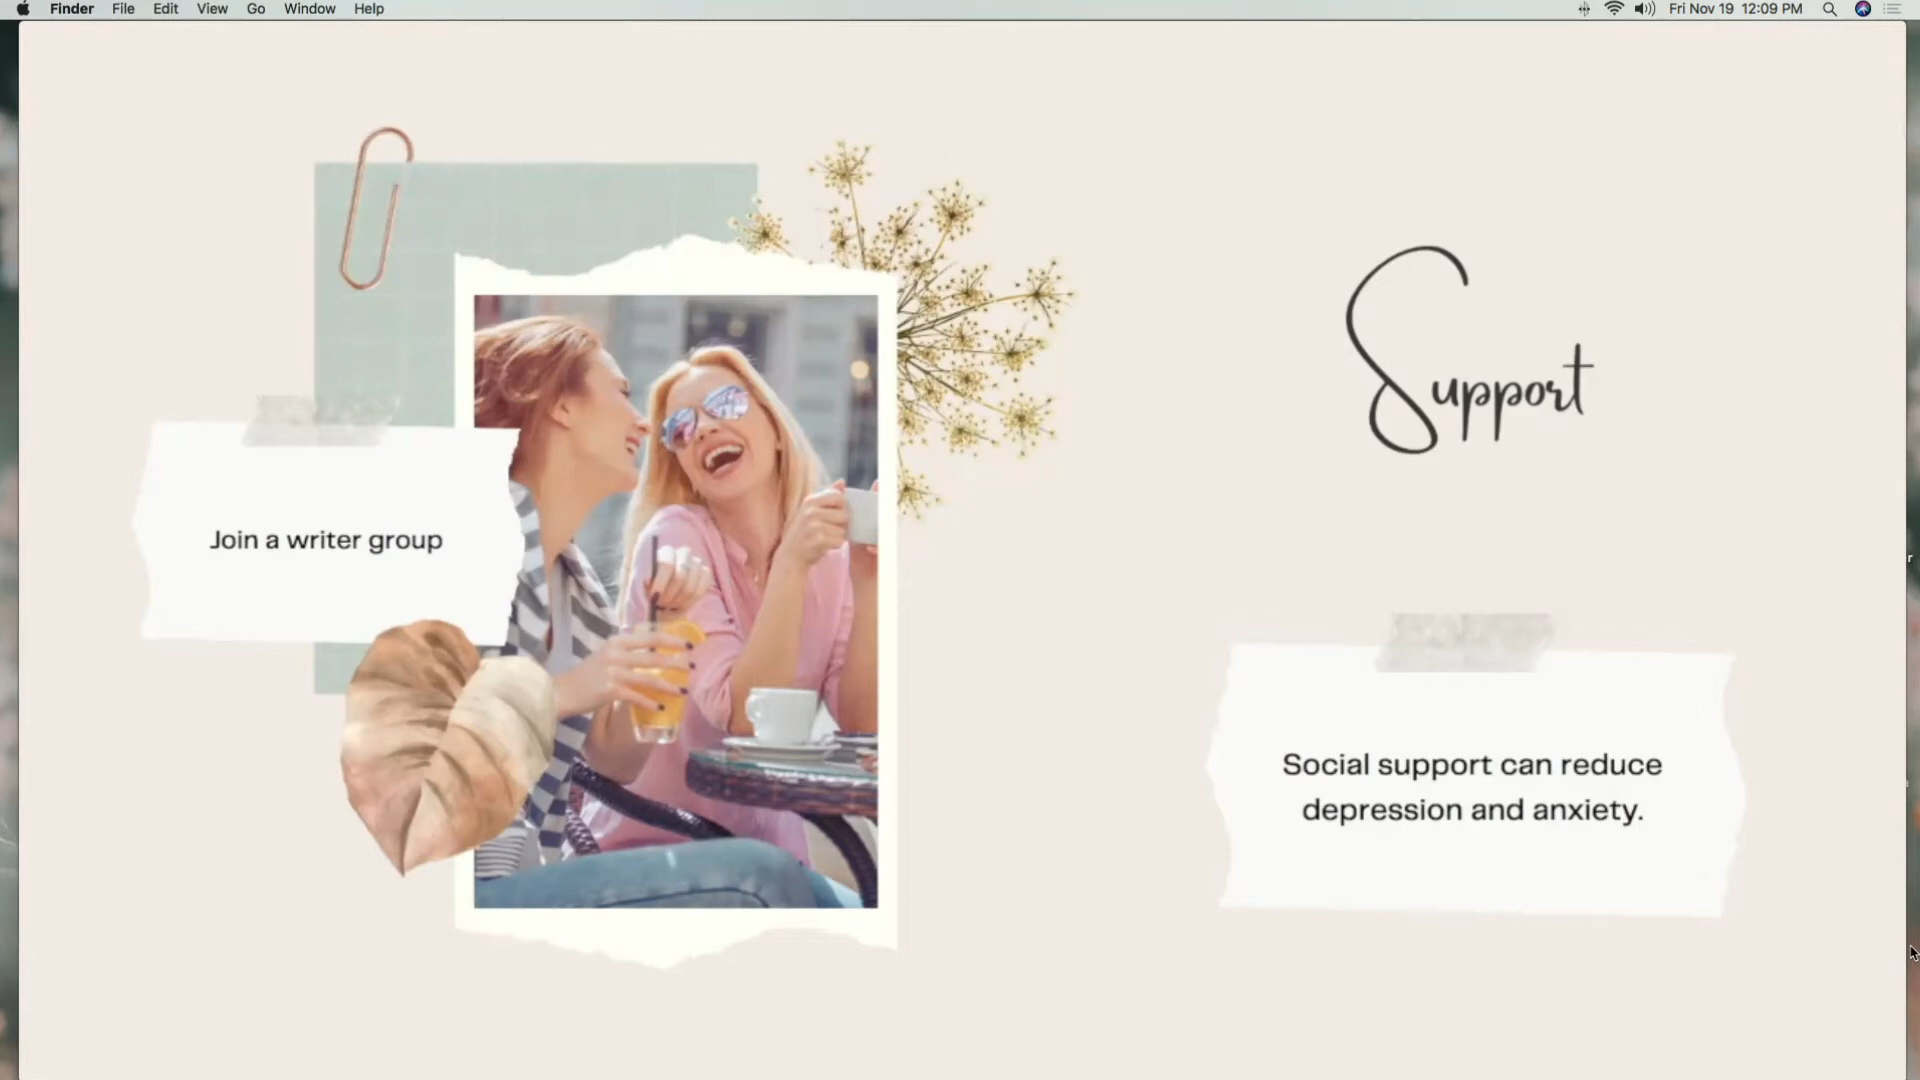 Finder File Edit View Go Window Help
Fri Nov 19 12:09 PM
Support
Join a writer group
Social support can reduce
depression and anxiety.